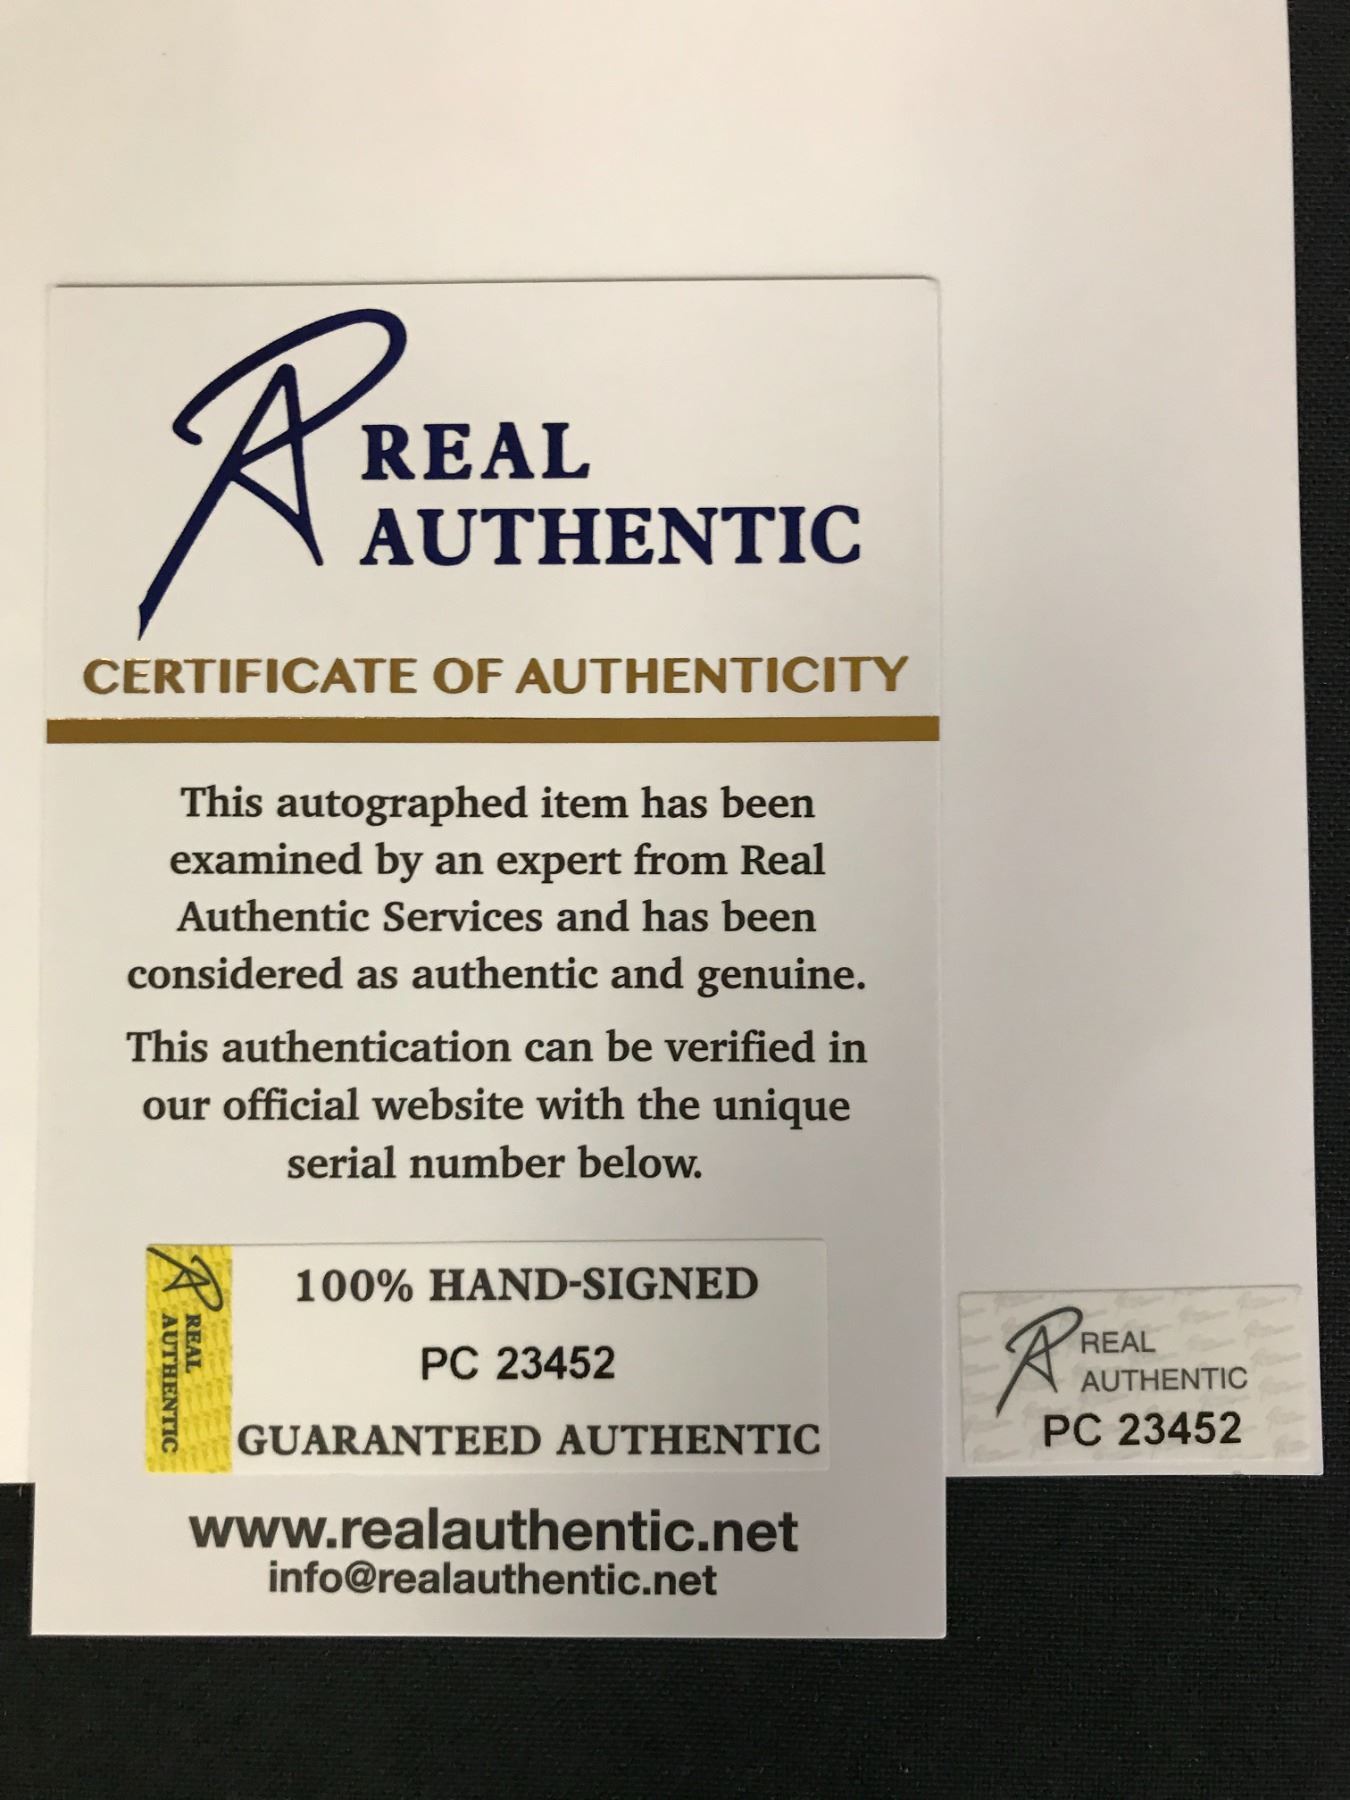 REAL
AUTHENTIC
CERTIFICATE OF AUTHENTICITY
This autographed item has been
examined by an expert from Real
Authentic Services and has been
considered as authentic and genuine.
This authentication can be verified in
our official website with the unique
serial number below.
REAL
AUTHENTIC
100% HAND-SIGNED
PC 23452
GUARANTEED AUTHENTIC
www.realauthentic.net
info@realauthentic.net
REAL
AUTHENTIC
PC 23452